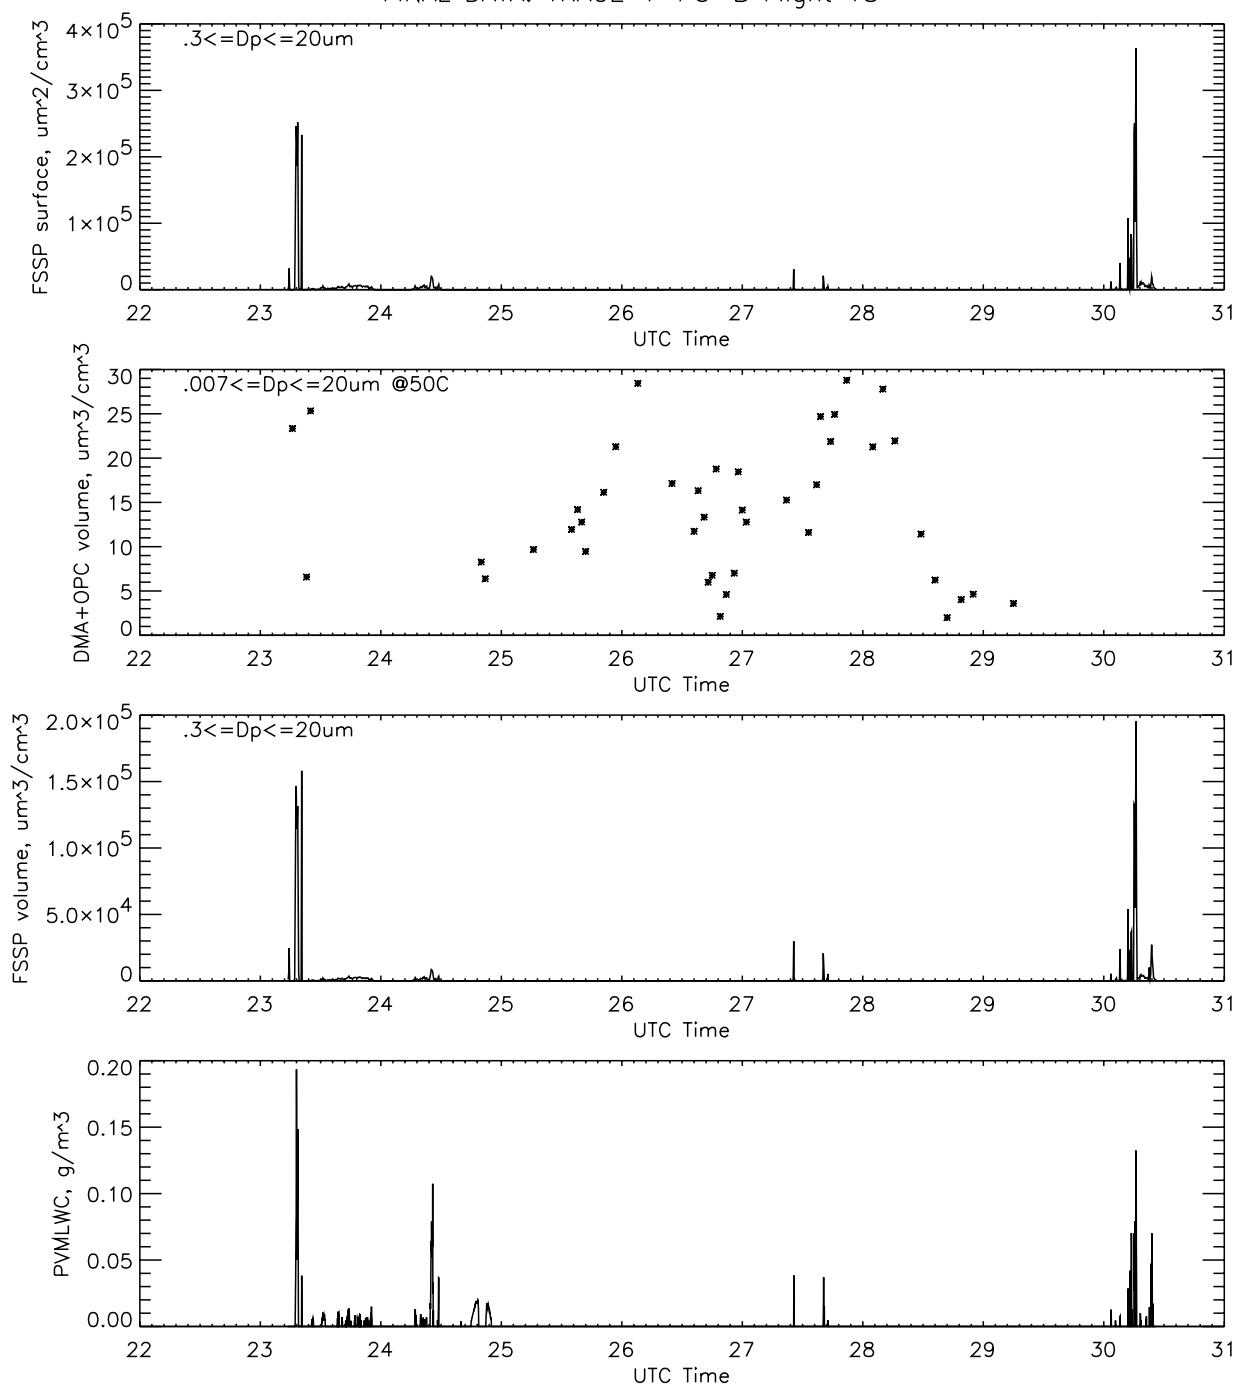 4×10^5
3×10^5
2×10^5
1×10^5
0
FSSP surface, um^2/cm^3
.3<=Dp<=20um
22 23 24 25 26 27 28 29 30 31
UTC Time
30
25
20
15
10
5
0
DMA+OPC volume, um^3/cm^3
.007<=Dp<=20um @50C
22 23 24 25 26 27 28 29 30 31
UTC Time
2.0×10^5
1.5×10^5
1.0×10^5
5.0×10^4
0
FSSP volume, um^3/cm^3
.3<=Dp<=20um
22 23 24 25 26 27 28 29 30 31
UTC Time
0.20
0.15
0.10
0.05
0.00
PVMLWC, g/m^3
22 23 24 25 26 27 28 29 30 31
UTC Time